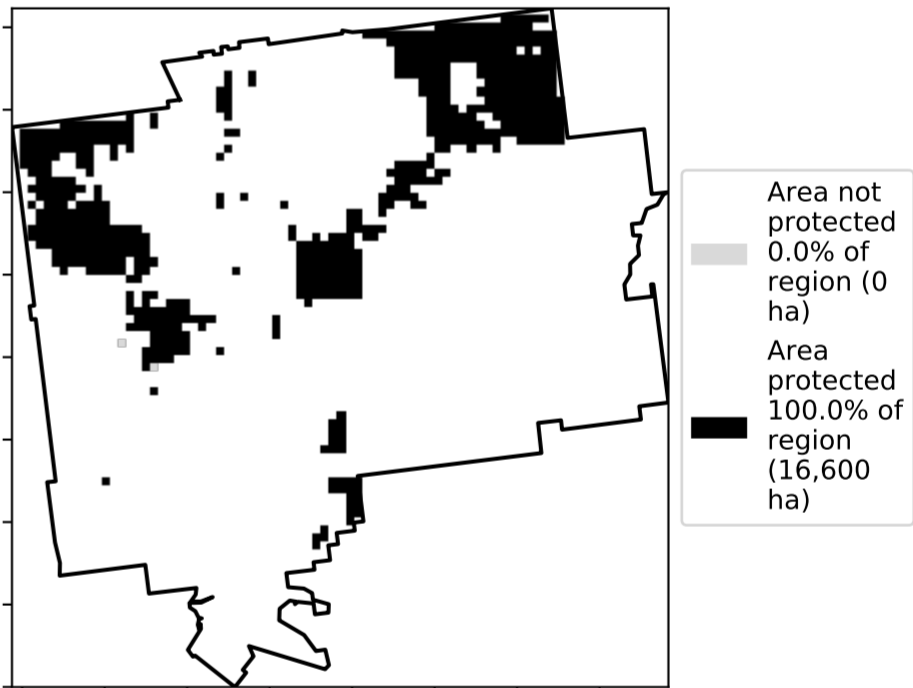 Area not
protected
0.0% of
region (0
ha)
Area
protected
100.0% of
region
(16,600
ha)